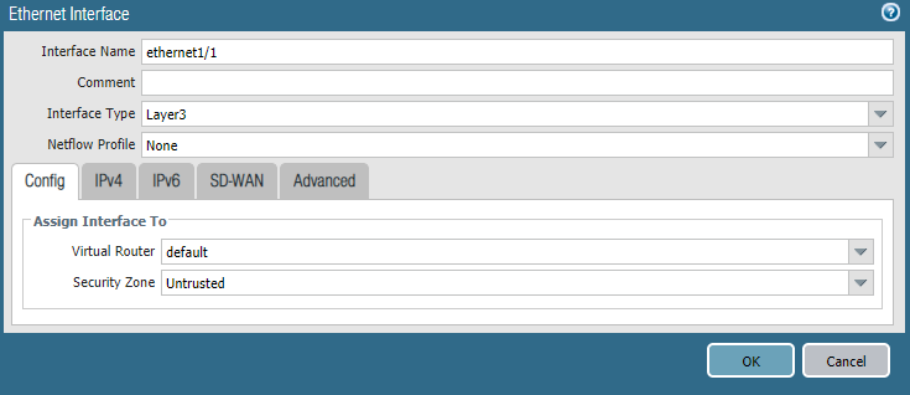 Ethernet Interface
Interface Name ethernet1/1
Comment
Interface Type Layer3
Netflow Profile None
Config IPv4 IPv6 SD-WAN Advanced
Assign Interface To
Virtual Router default
Security Zone Untrusted
OK Cancel